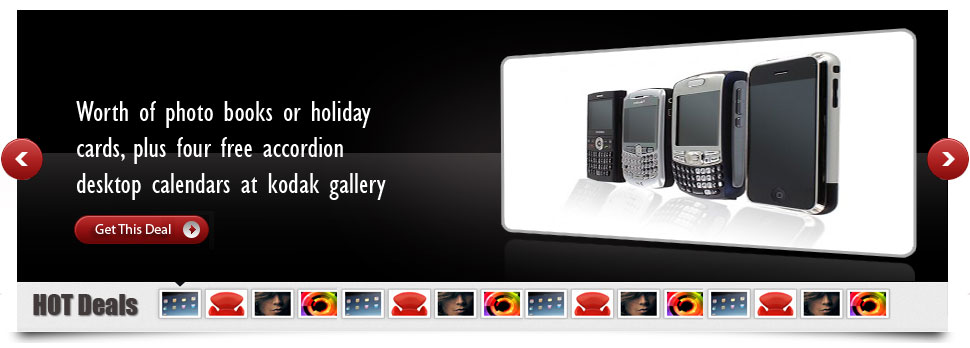 Worth of photo books or holiday
cards, plus four free accordion
desktop calendars at kodak gallery
Get This Deal
HOT Deals